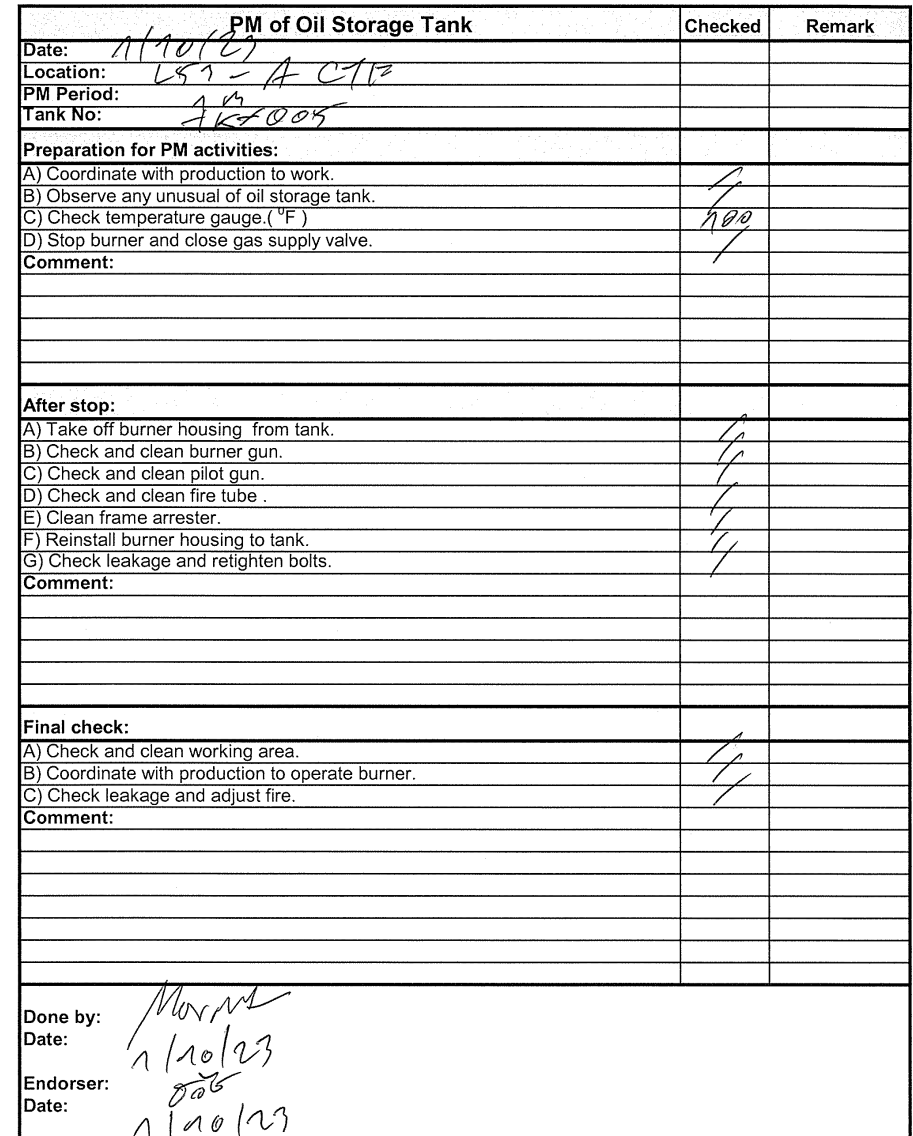 PM of Oil Storage Tank Checked Remark
Date: 1/10/23
Location: LS1-A CTF
PM Period: 1 M
Tank No:
Preparation for PM activities:
A) Coordinate with production to work. /
B) Observe any unusual of oil storage tank. /
C) Check temperature gauge.( °F ) 100
D) Stop burner and close gas supply valve. /
Comment:
After stop:
A) Take off burner housing from tank. /
B) Check and clean burner gun. /
C) Check and clean pilot gun. /
D) Check and clean fire tube . /
E) Clean frame arrester. /
F) Reinstall burner housing to tank. /
G) Check leakage and retighten bolts. /
Comment:
Final check:
A) Check and clean working area. /
B) Coordinate with production to operate burner. /
C) Check leakage and adjust fire. /
Comment:
Done by:
Date: 1/10/23
Endorser:
Date: 1/10/23